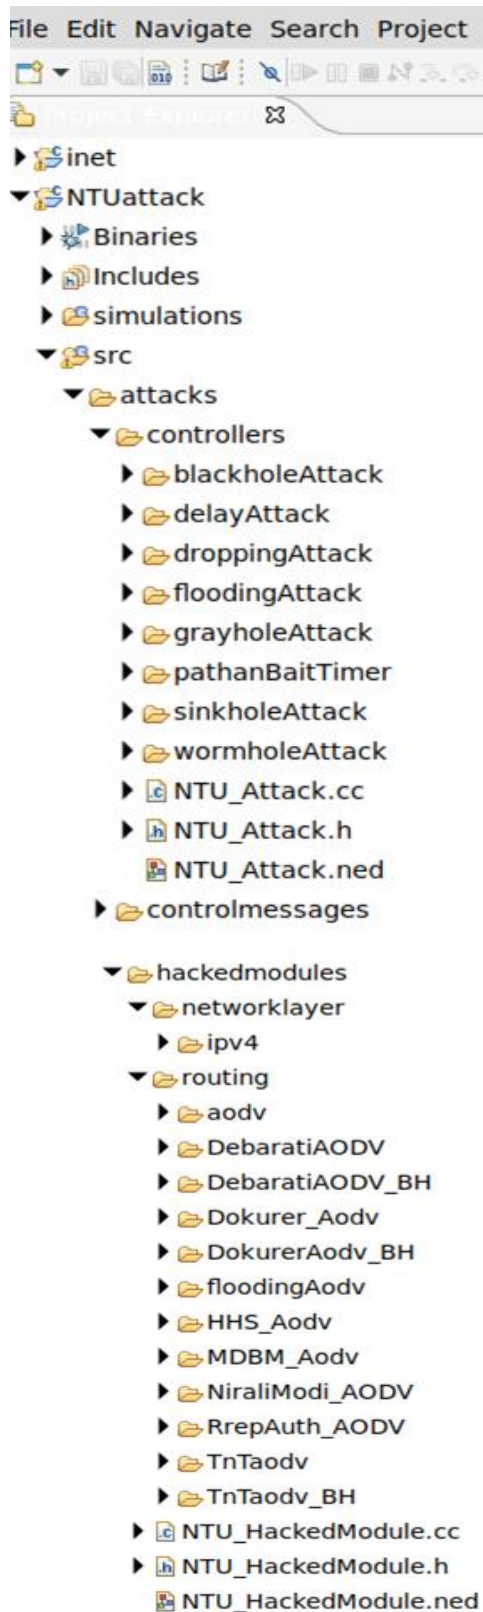 File Edit Navigate Search Project
Project Explorer
inet
NTUattack
Binaries
Includes
simulations
src
attacks
controllers
blackholeAttack
delayAttack
droppingAttack
floodingAttack
grayholeAttack
pathanBaitTimer
sinkholeAttack
wormholeAttack
NTU_Attack.cc
NTU_Attack.h
NTU_Attack.ned
controlmessages
hackedmodules
networklayer
ipv4
routing
aodv
DebaratiAODV
DebaratiAODV_BH
Dokurer_Aodv
DokurerAodv_BH
floodingAodv
HHS_Aodv
MDBM_Aodv
NiraliModi_AODV
RrepAuth_AODV
TnTaodv
TnTaodv_BH
NTU_HackedModule.cc
NTU_HackedModule.h
NTU_HackedModule.ned